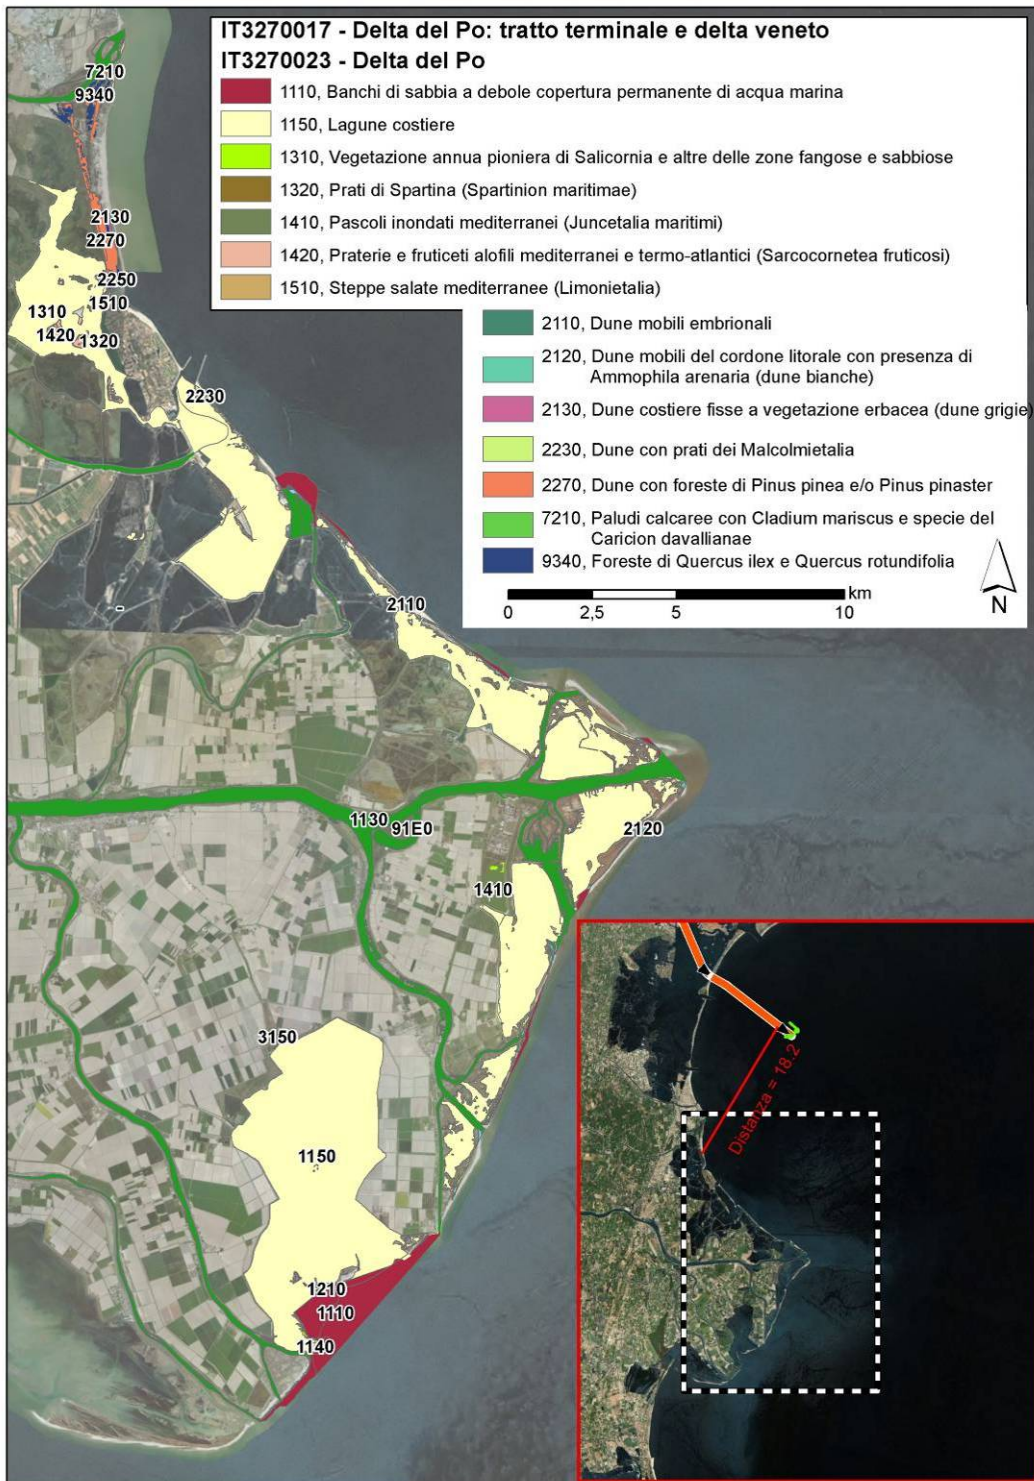 IT3270017 - Delta del Po: tratto terminale e delta veneto
IT3270023 - Delta del Po
1110, Banchi di sabbia a debole copertura permanente di acqua marina
1150, Lagune costiere
1310, Vegetazione annua pioniera di Salicornia e altre delle zone fangose e sabbiose
1320, Prati di Spartina (Spartinion maritimae)
1410, Pascoli inondati mediterranei (Juncetalia maritimi)
1420, Praterie e fruticeti alofili mediterranei e termo-atlantici (Sarcocornetea fruticosi)
1510, Steppe salate mediterranee (Limonietalia)
2110, Dune mobili embrionali
2120, Dune mobili del cordone litorale con presenza di
Ammophila arenaria (dune bianche)
2130, Dune costiere fisse a vegetazione erbacea (dune grigie)
2230, Dune con prati dei Malcolmietalia
2270, Dune con foreste di Pinus pinea e/o Pinus pinaster
7210, Paludi calcaree con Cladium mariscus e specie del
Caricion davallianae
9340, Foreste di Quercus ilex e Quercus rotundifolia
km
0 2,5 5 10
N
7210
9340
2130
2270
2250
1510
1310
1420
1320
2230
-
2110
1130
91E0
2120
1410
3150
1150
1210
1110
1140
Distanza = 18.2